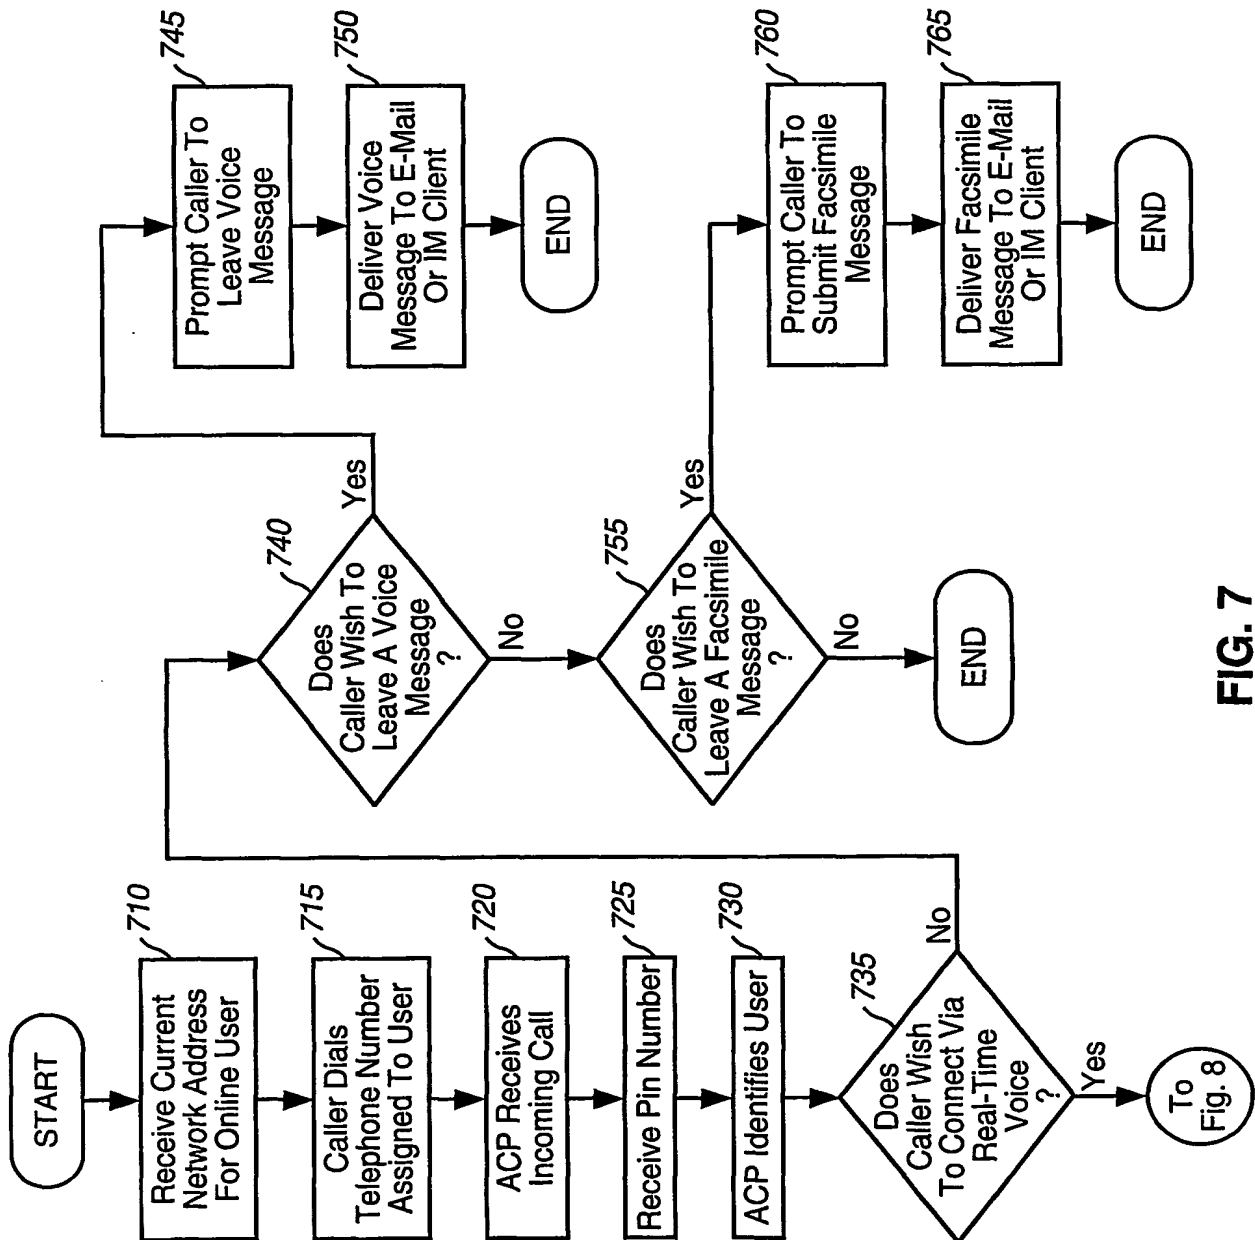 START
710
Receive Current
Network Address
For Online User
715
Caller Dials
Telephone Number
Assigned To User
720
ACP Receives
Incoming Call
725
Receive Pin Number
730
ACP Identifies User
735
Does
Caller Wish
To Connect Via
Real-Time
Voice
?
No
Yes
To
Fig. 8
740
Does
Caller Wish To
Leave A Voice
Message
?
Yes
No
755
Does
Caller Wish To
Leave A Facsimile
Message
?
Yes
No
END
745
Prompt Caller To
Leave Voice
Message
750
Deliver Voice
Message To E-Mail
Or IM Client
END
760
Prompt Caller To
Submit Facsimile
Message
765
Deliver Facsimile
Message To E-Mail
Or IM Client
END
FIG. 7